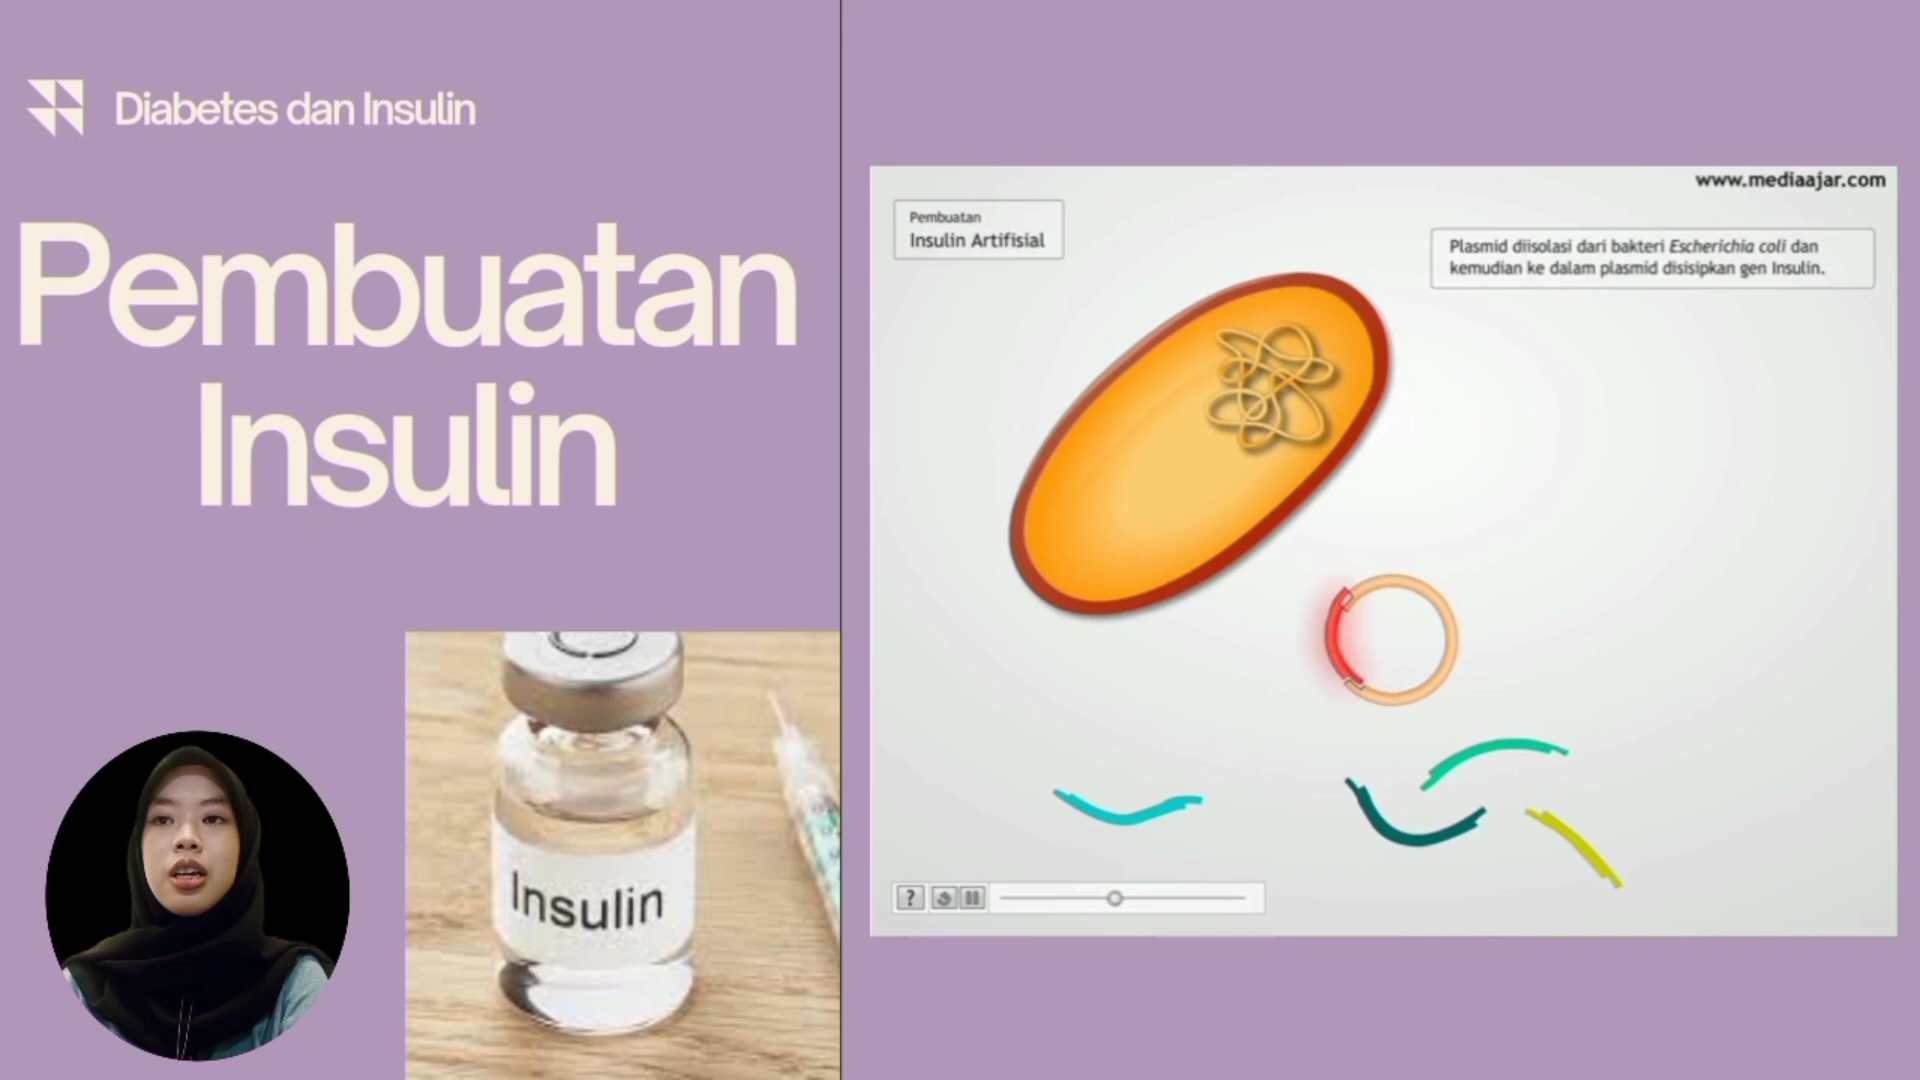 Diabetes dan Insulin
Pembuatan
Insulin
Insulin
www.mediaajar.com
Pembuatan
Insulin Artifisial
Plasmid diisolasi dari bakteri Escherichia coli dan
kemudian ke dalam plasmid disisipkan gen Insulin.
?